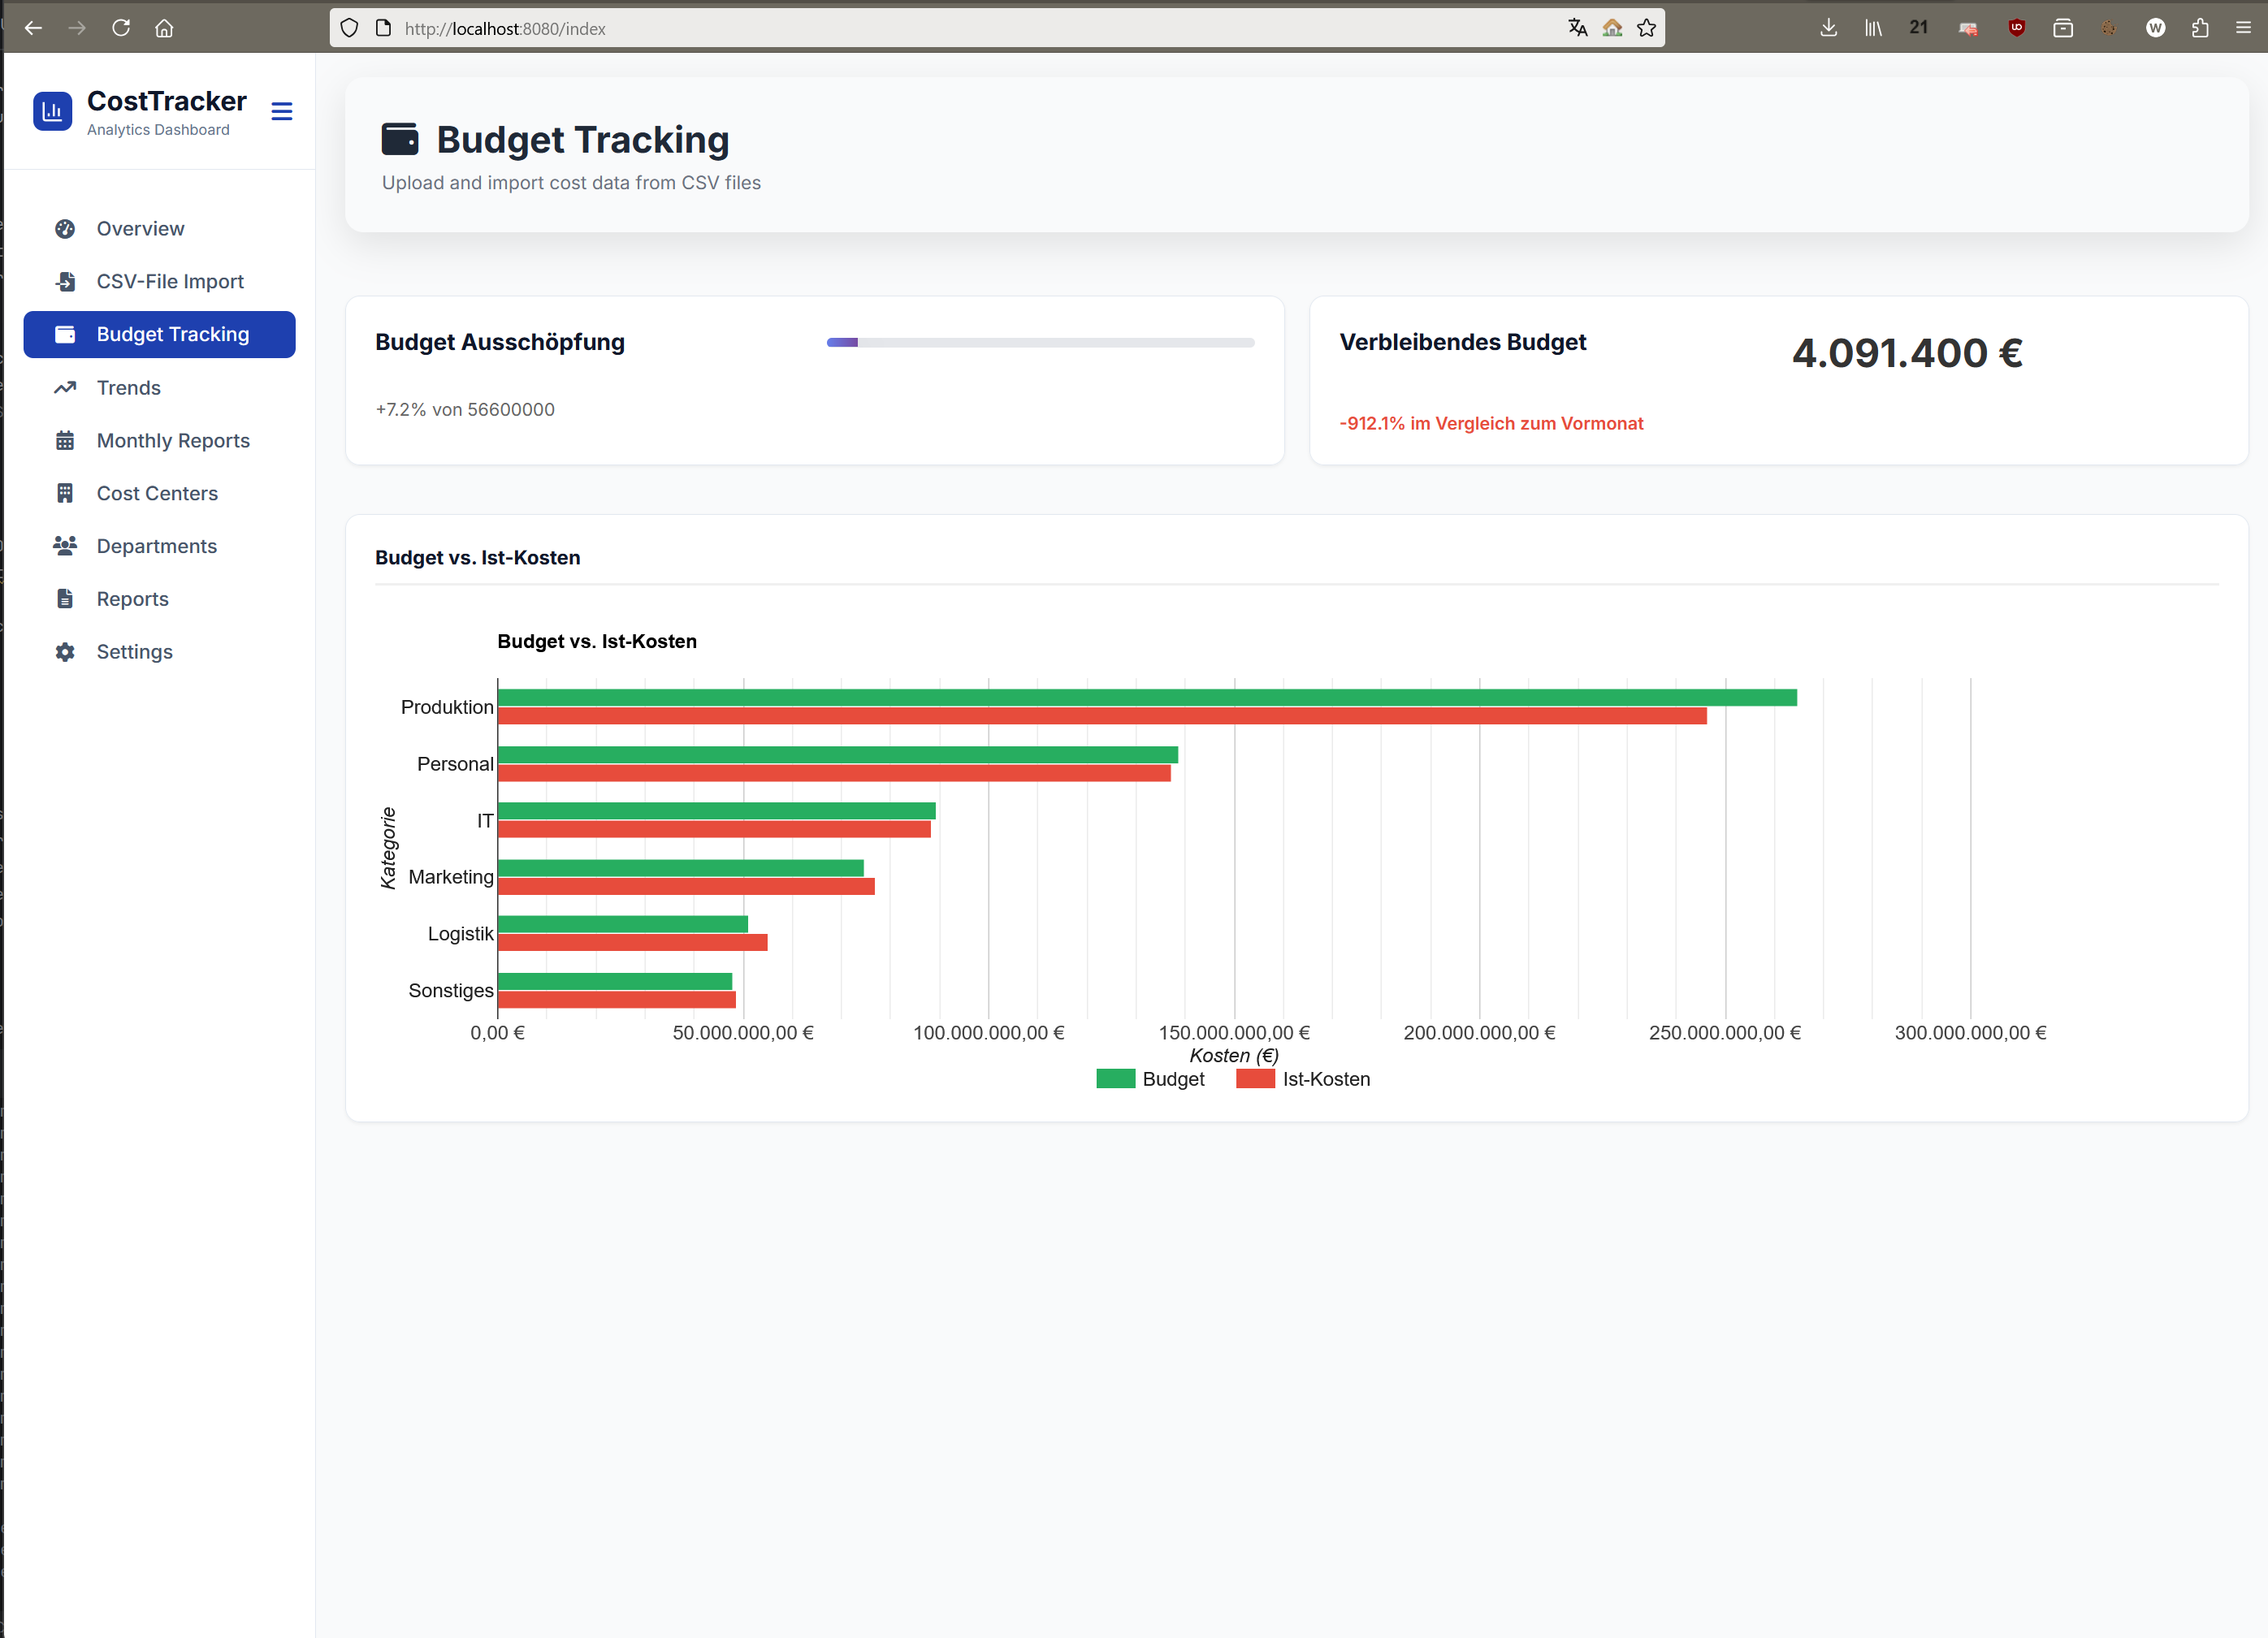 http://localhost:8080/index
21
W
CostTracker
Analytics Dashboard
Overview
CSV-File Import
Budget Tracking
Trends
Monthly Reports
Cost Centers
Departments
Reports
Settings
Budget Tracking
Upload and import cost data from CSV files
Budget Ausschöpfung
+7.2% von 56600000
Verbleibendes Budget
4.091.400 €
-912.1% im Vergleich zum Vormonat
Budget vs. Ist-Kosten
Budget vs. Ist-Kosten
Kategorie
Produktion
Personal
IT
Marketing
Logistik
Sonstiges
0,00 €
50.000.000,00 €
100.000.000,00 €
150.000.000,00 €
200.000.000,00 €
250.000.000,00 €
300.000.000,00 €
Kosten (€)
Budget
Ist-Kosten